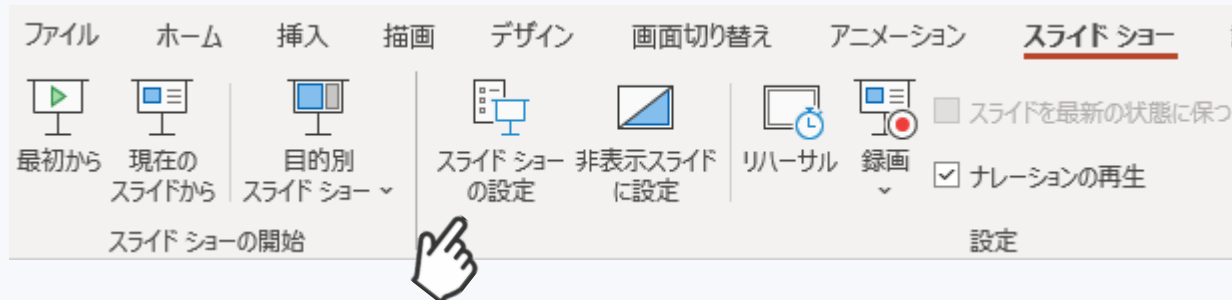 ファイル ホーム 挿入 描画 デザイン 画面切り替え アニメーション スライド ショー
最初から
現在の
スライドから
目的別
スライド ショー
スライド ショー
の設定
非表示スライド
に設定
リハーサル
録画
スライドを最新の状態に保つ
ナレーションの再生
スライド ショーの開始
設定